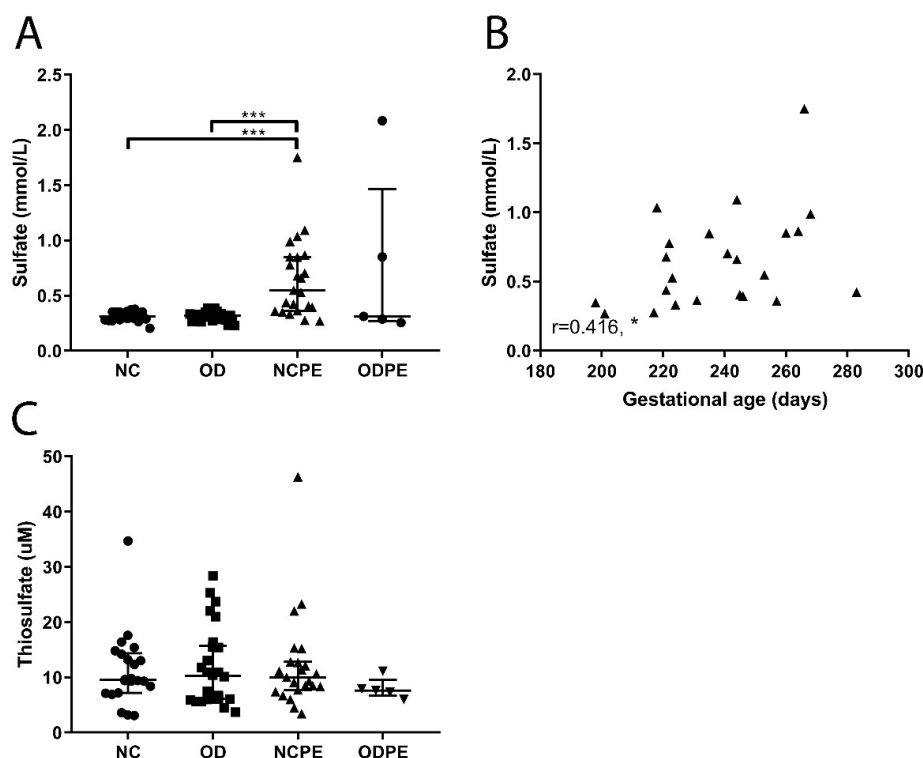 A
Sulfate (mmol/L)
2.5
2.0
1.5
1.0
0.5
0.0
***
***
NC OD NCPE ODPE
B
Sulfate (mmol/L)
2.0
1.5
1.0
0.5
0.0
r=0.416, *
180 200 220 240 260 280 300
Gestational age (days)
C
Thiosulfate (uM)
50
40
30
20
10
0
NC OD NCPE ODPE